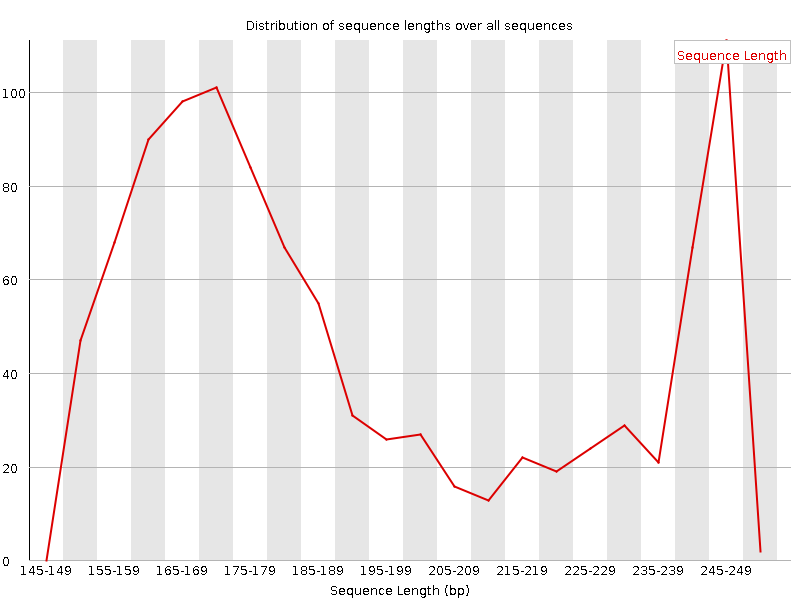 Distribution of sequence lengths over all sequences
Sequence Length
100
80
60
40
20
0
145-149 155-159 165-169 175-179 185-189 195-199 205-209 215-219 225-229 235-239 245-249
Sequence Length (bp)